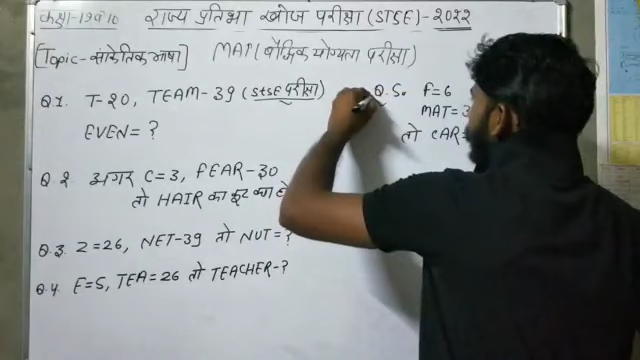 कक्षा-12वी 10 राज्य प्रतिभा खोज परीक्षा (STSE)-2022
[Topic-सांकेतिक भाषा] MAT (बौद्धिक योग्यता परीक्षा)
Q.1. T-20, TEAM-39 (STSE परीक्षा)
EVEN=?
Q 2. अगर C=3, FEAR-30
तो HAIR का कूट क्या
Q.3. Z=26, NET-39 तो NUT=?
Q.4. E=5, TEA=26 तो TEACHER-?
Q.5. F=6
MAT=3
तो CAR=